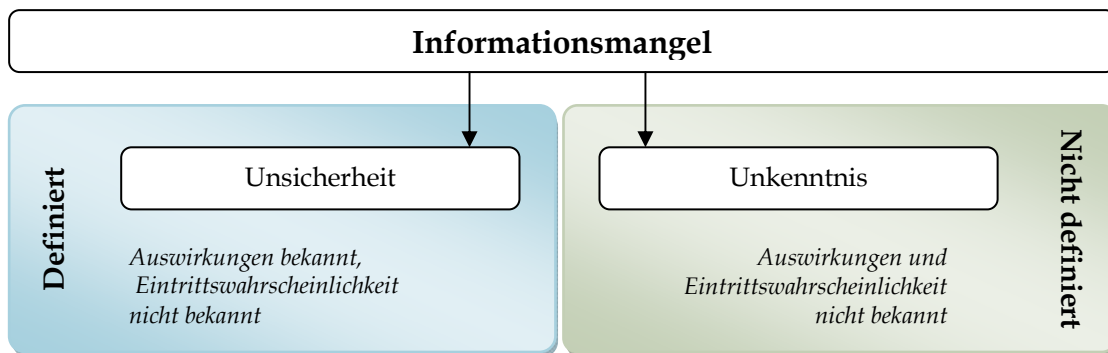 Informationsmangel
Definiert
Unsicherheit
Auswirkungen bekannt,
Eintrittswahrscheinlichkeit
nicht bekannt
Unkenntnis
Auswirkungen und
Eintrittswahrscheinlichkeit
nicht bekannt
Nicht definiert